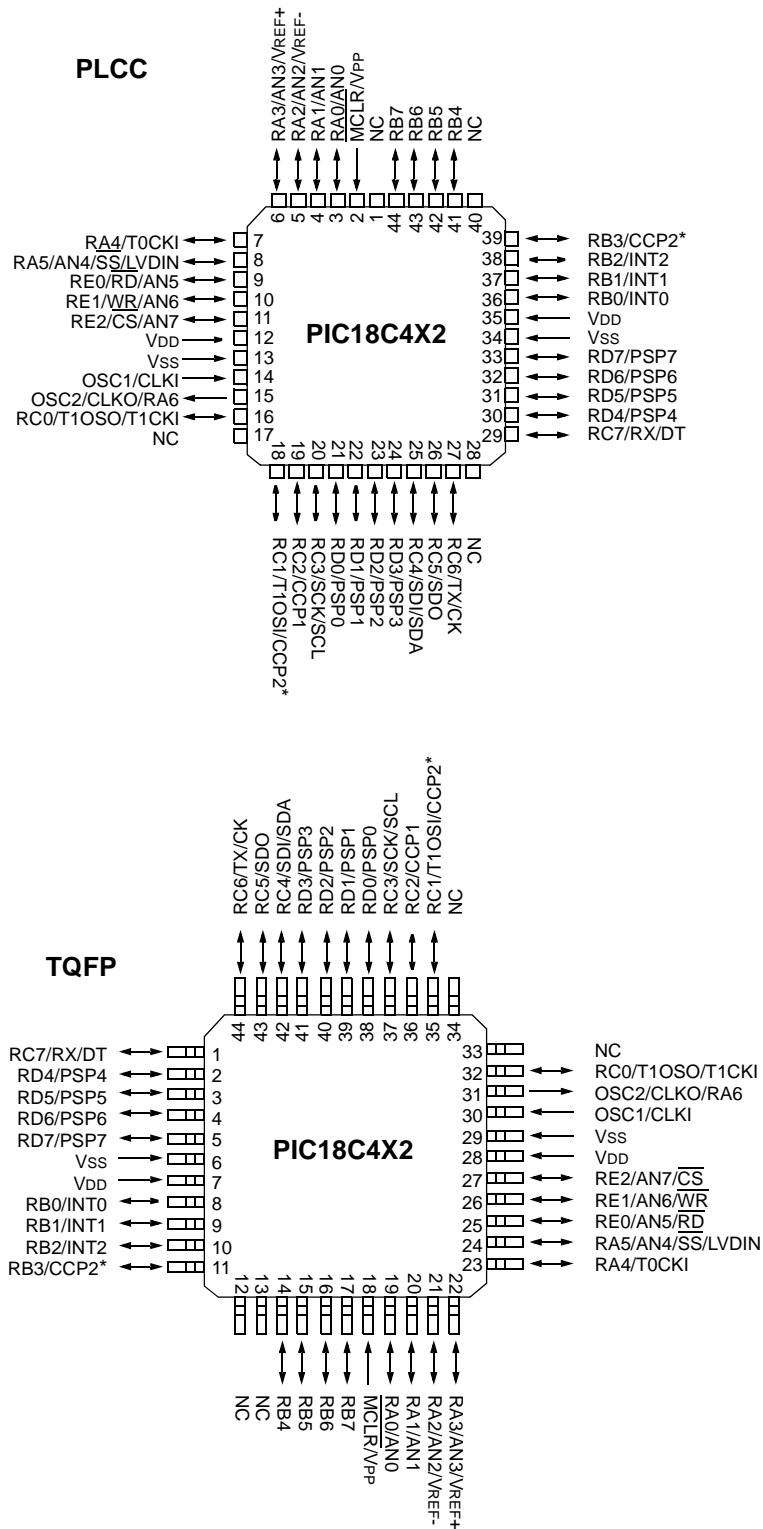 PLCC
RA3/AN3/VREF+
RA2/AN2/VREF-
RA1/AN1
RA0/AN0
MCLR/VPP
NC
RB7
RB6
RB5
RB4
NC
6
5
4
3
2
1
44
43
42
41
40
RA4/T0CKI 7
RA5/AN4/SS/LVDIN 8
RE0/RD/AN5 9
RE1/WR/AN6 10
RE2/CS/AN7 11
VDD 12
VSS 13
OSC1/CLKI 14
OSC2/CLKO/RA6 15
RC0/T1OSO/T1CKI 16
NC 17
PIC18C4X2
39 RB3/CCP2*
38 RB2/INT2
37 RB1/INT1
36 RB0/INT0
35 VDD
34 VSS
33 RD7/PSP7
32 RD6/PSP6
31 RD5/PSP5
30 RD4/PSP4
29 RC7/RX/DT
18
19
20
21
22
23
24
25
26
27
28
RC1/T1OSI/CCP2*
RC2/CCP1
RC3/SCK/SCL
RD0/PSP0
RD1/PSP1
RD2/PSP2
RD3/PSP3
RC4/SDI/SDA
RC5/SDO
RC6/TX/CK
NC
TQFP
RC6/TX/CK
RC5/SDO
RC4/SDI/SDA
RD3/PSP3
RD2/PSP2
RD1/PSP1
RD0/PSP0
RC3/SCK/SCL
RC2/CCP1
RC1/T1OSI/CCP2*
NC
44
43
42
41
40
39
38
37
36
35
34
RC7/RX/DT 1
RD4/PSP4 2
RD5/PSP5 3
RD6/PSP6 4
RD7/PSP7 5
VSS 6
VDD 7
RB0/INT0 8
RB1/INT1 9
RB2/INT2 10
RB3/CCP2* 11
PIC18C4X2
33 NC
32 RC0/T1OSO/T1CKI
31 OSC2/CLKO/RA6
30 OSC1/CLKI
29 VSS
28 VDD
27 RE2/AN7/CS
26 RE1/AN6/WR
25 RE0/AN5/RD
24 RA5/AN4/SS/LVDIN
23 RA4/T0CKI
12
13
14
15
16
17
18
19
20
21
22
NC
NC
RB4
RB5
RB6
RB7
MCLR/VPP
RA0/AN0
RA1/AN1
RA2/AN2/VREF-
RA3/AN3/VREF+